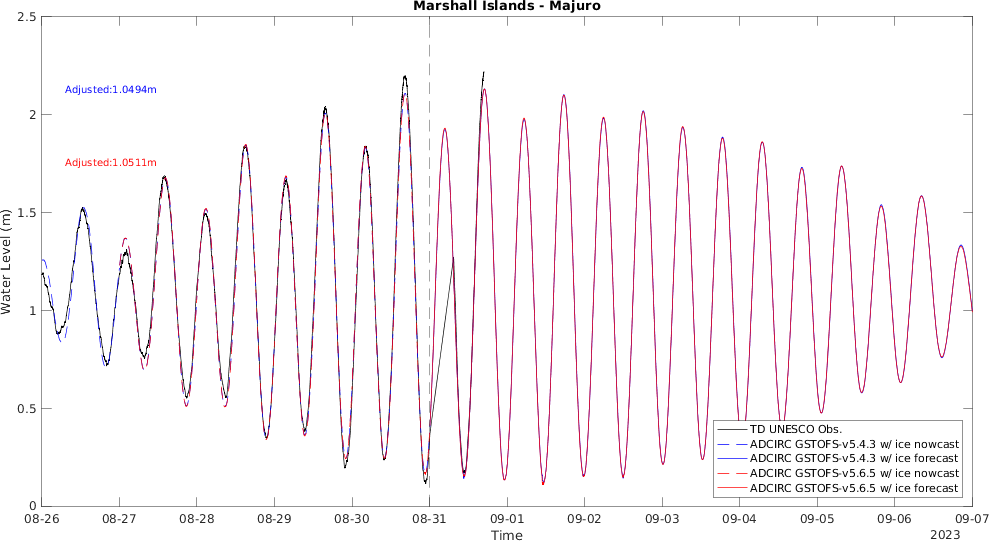 Marshall Islands - Majuro
2.5
2
1.5
1
0.5
0
Water Level (m)
Adjusted:1.0494m
Adjusted:1.0511m
TD UNESCO Obs.
ADCIRC GSTOFS-v5.4.3 w/ ice nowcast
ADCIRC GSTOFS-v5.4.3 w/ ice forecast
ADCIRC GSTOFS-v5.6.5 w/ ice nowcast
ADCIRC GSTOFS-v5.6.5 w/ ice forecast
08-26 08-27 08-28 08-29 08-30 08-31 09-01 09-02 09-03 09-04 09-05 09-06 09-07
Time
2023